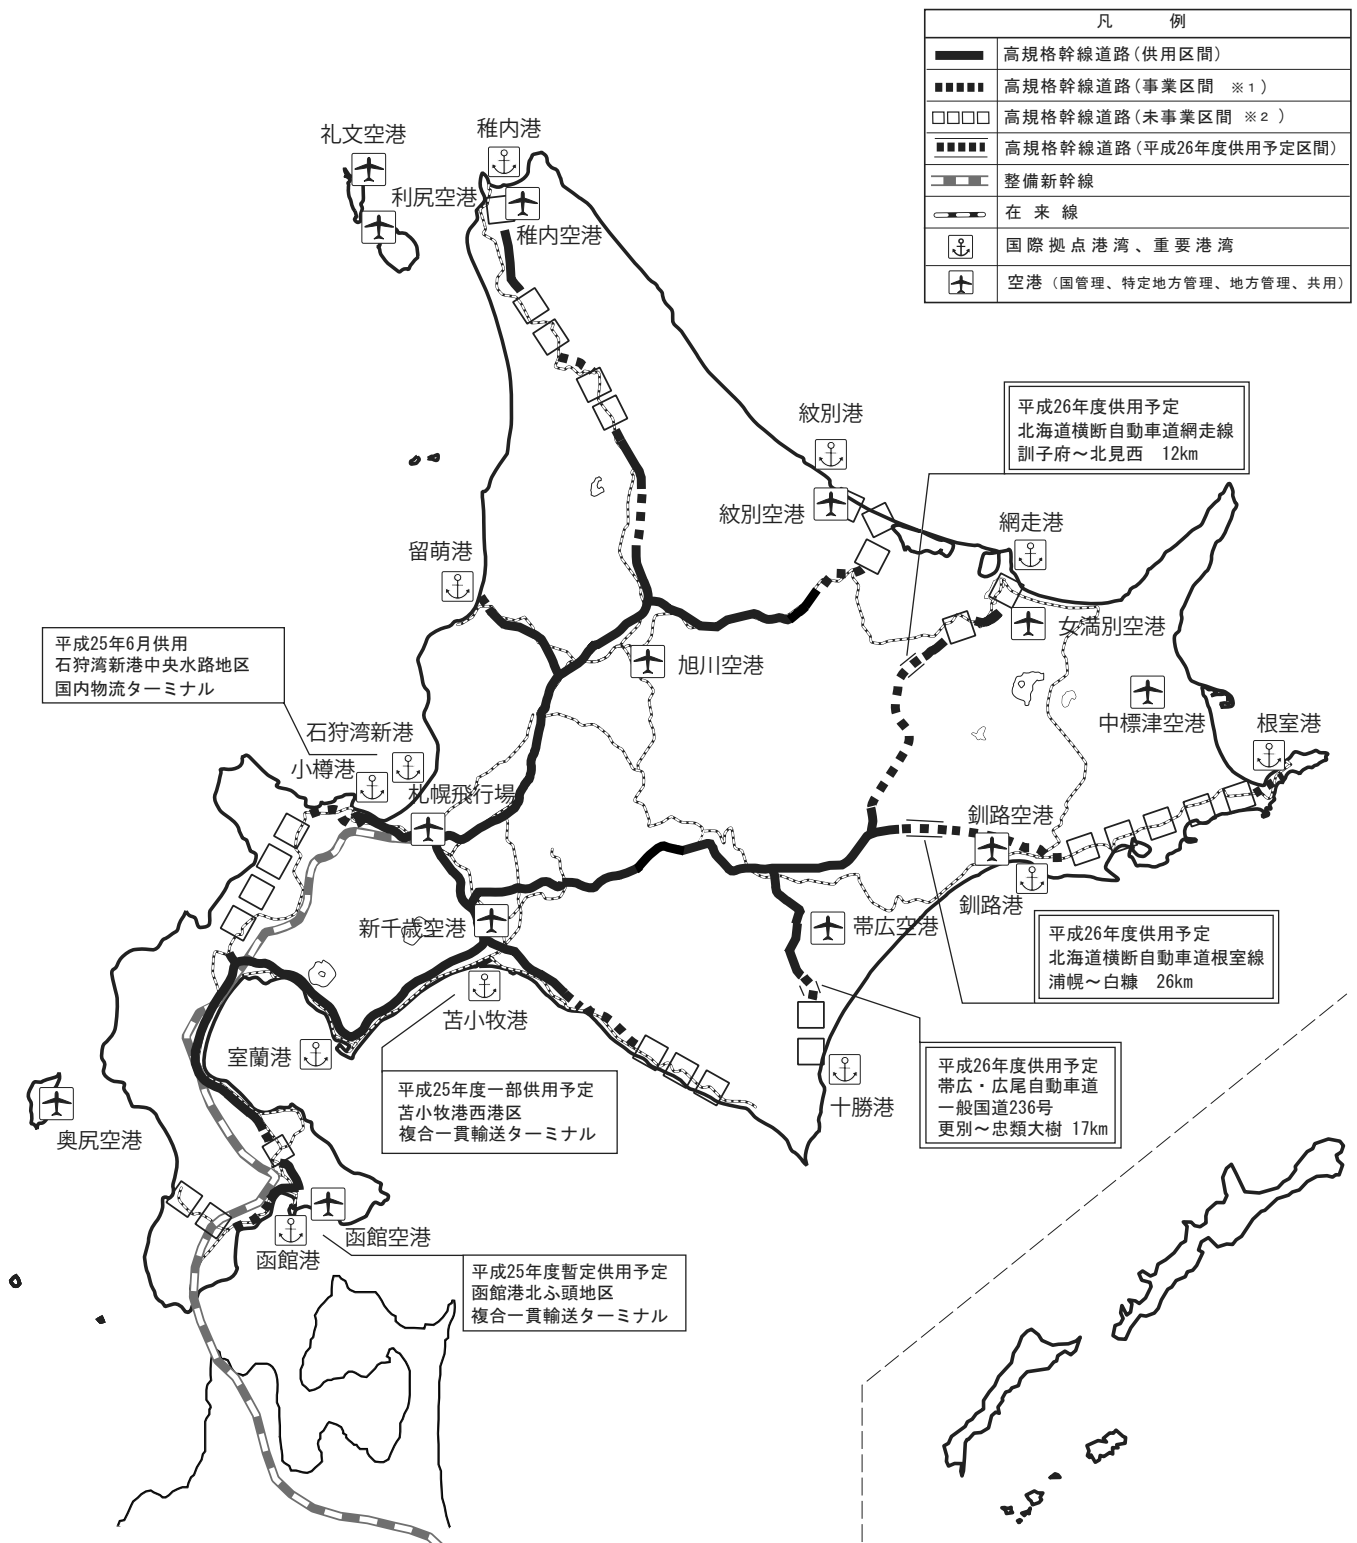 凡 例
高規格幹線道路(供用区間)
高規格幹線道路(事業区間 ※1)
高規格幹線道路(未事業区間 ※2)
高規格幹線道路(平成26年度供用予定区間)
整備新幹線
在来線
国際拠点港湾、重要港湾
空港(国管理、特定地方管理、地方管理、共用)
礼文空港
稚内港
利尻空港
稚内空港
平成26年度供用予定
北海道横断自動車道網走線
訓子府～北見西 12km
紋別港
紋別空港
網走港
留萌港
女満別空港
平成25年6月供用
石狩湾新港中央水路地区
国内物流ターミナル
旭川空港
中標津空港
根室港
石狩湾新港
小樽港
札幌飛行場
釧路空港
釧路港
新千歳空港
帯広空港
平成26年度供用予定
北海道横断自動車道根室線
浦幌～白糠 26km
苫小牧港
室蘭港
平成26年度供用予定
帯広・広尾自動車道
一般国道236号
更別～忠類大樹 17km
平成25年度一部供用予定
苫小牧港西港区
複合一貫輸送ターミナル
十勝港
奥尻空港
函館空港
函館港
平成25年度暫定供用予定
函館港北ふ頭地区
複合一貫輸送ターミナル